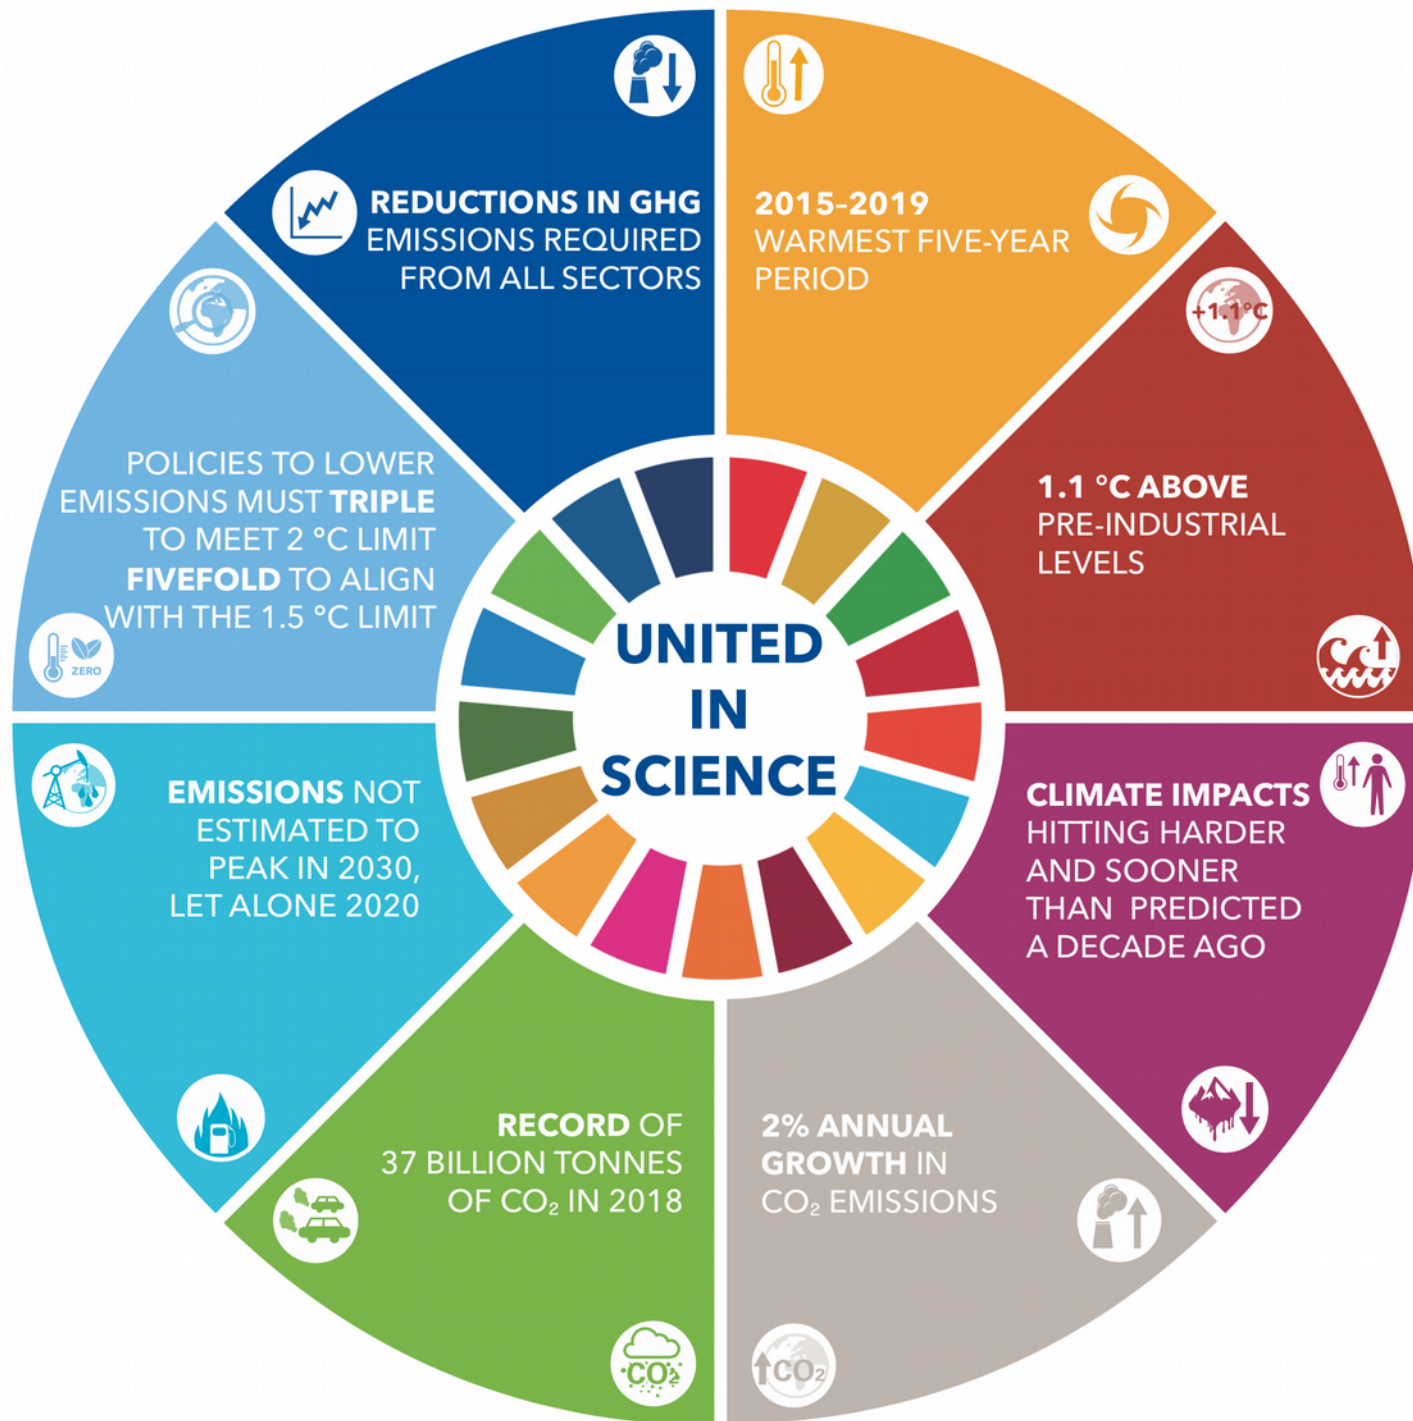 REDUCTIONS IN GHG
EMISSIONS REQUIRED
FROM ALL SECTORS
2015–2019
WARMEST FIVE-YEAR
PERIOD
+1.1°C
1.1 °C ABOVE
PRE-INDUSTRIAL
LEVELS
CLIMATE IMPACTS
HITTING HARDER
AND SOONER
THAN PREDICTED
A DECADE AGO
2% ANNUAL
GROWTH IN
CO₂ EMISSIONS
CO₂
RECORD OF
37 BILLION TONNES
OF CO₂ IN 2018
CO₂
EMISSIONS NOT
ESTIMATED TO
PEAK IN 2030,
LET ALONE 2020
POLICIES TO LOWER
EMISSIONS MUST TRIPLE
TO MEET 2 °C LIMIT
FIVEFOLD TO ALIGN
WITH THE 1.5 °C LIMIT
ZERO
UNITED
IN
SCIENCE